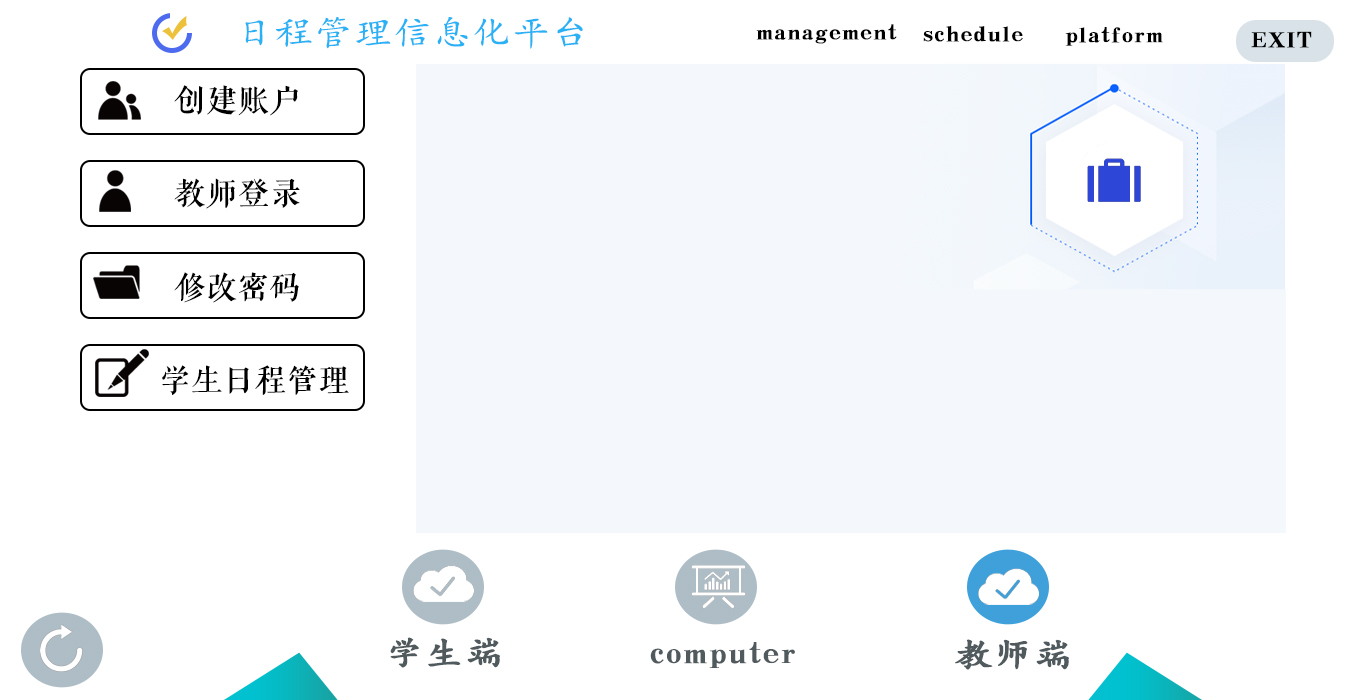 日程管理信息化平台
management schedule platform EXIT
创建账户
教师登录
修改密码
学生日程管理
学生端 computer 教师端